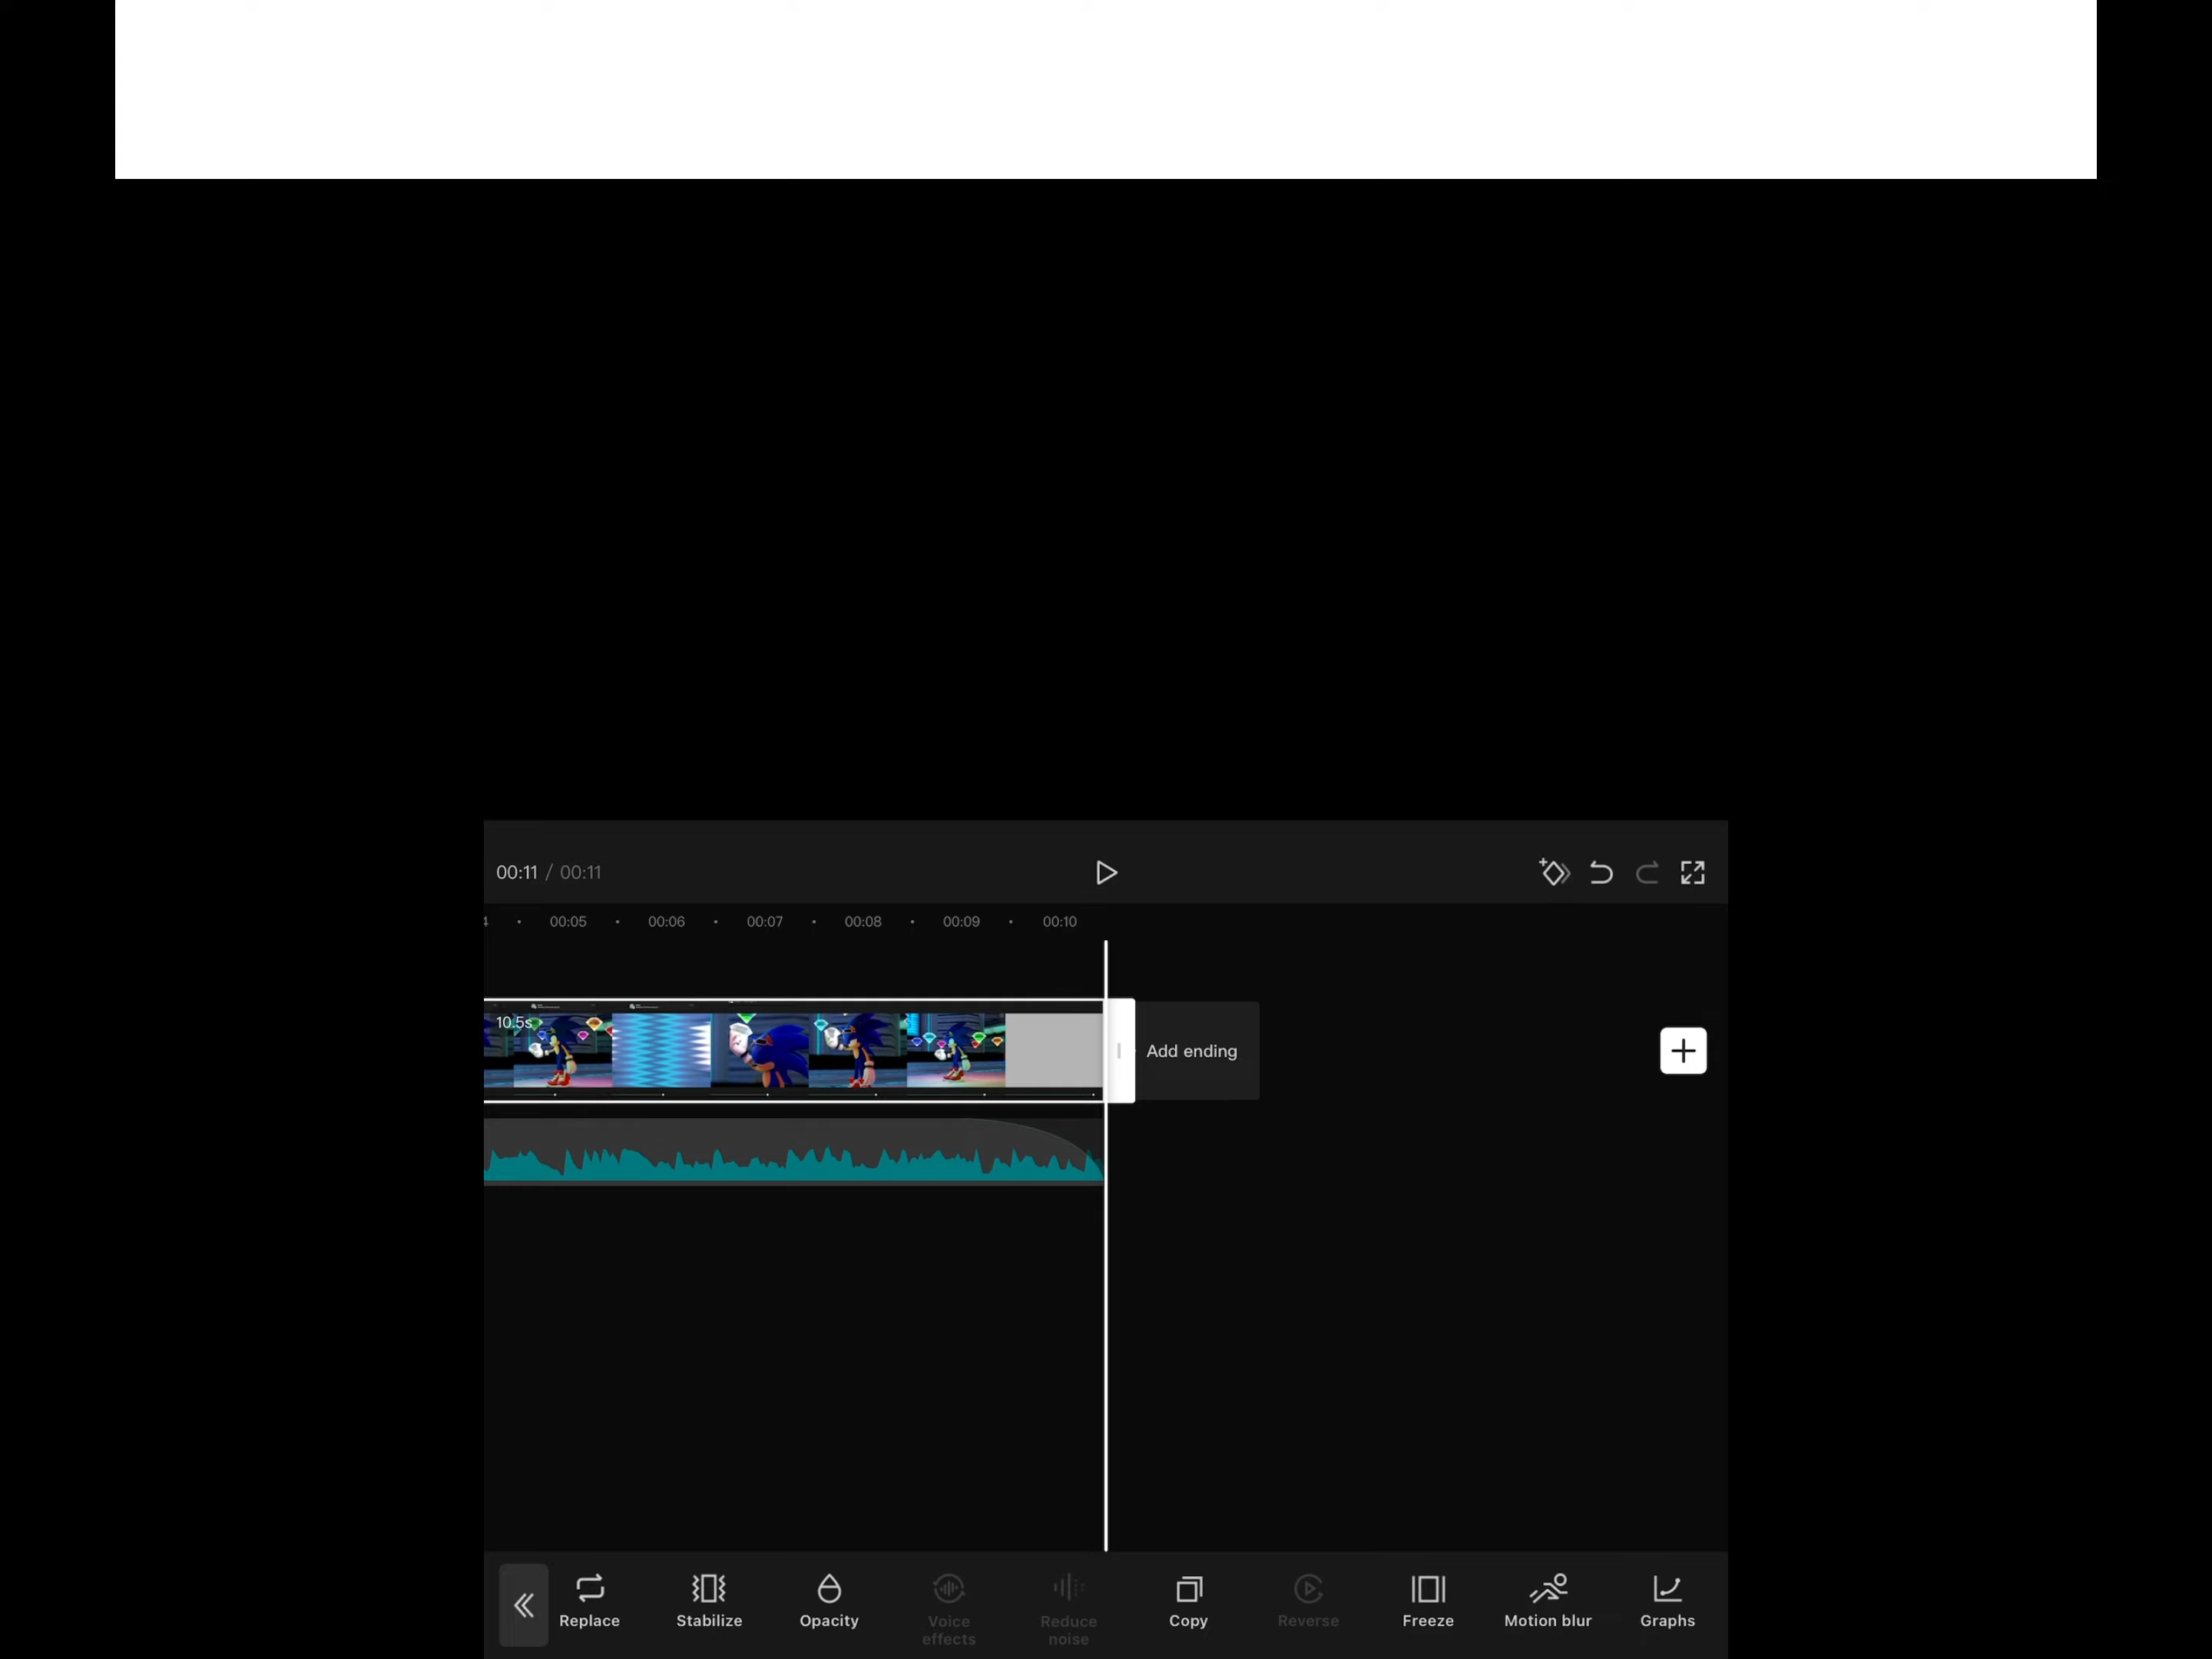 00:11 / 00:11
00:05 00:06 00:07 00:08 00:09 00:10
10.5s
Add ending
Replace
Stabilize
Opacity
Voice
effects
Reduce
noise
Copy
Reverse
Freeze
Motion blur
Graphs